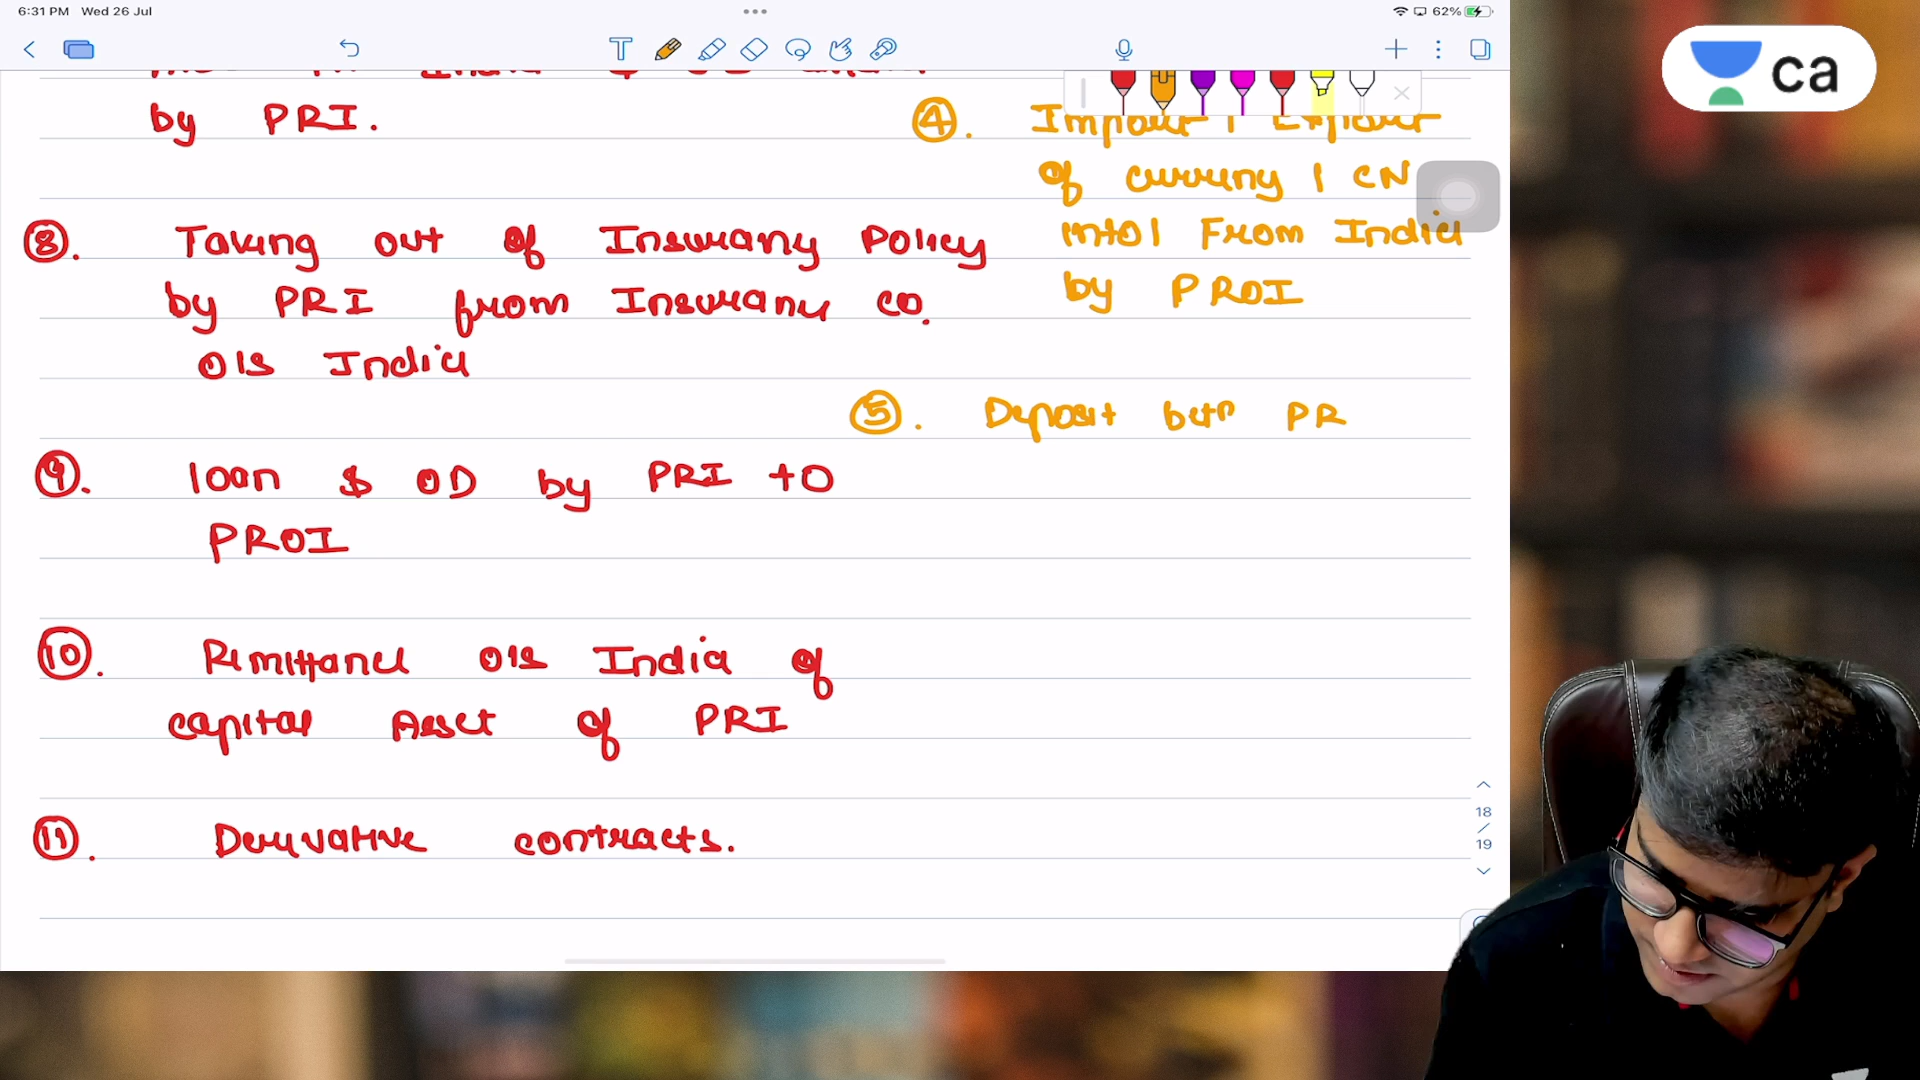 6:31 PM Wed 26 Jul
62%
ca
by PRI.
8. Taking out of Insurance Policy
by PRI from Insurance co.
O/s India
9. loan & OD by PRI to
PROI
10. Remittance O/s India of
capital Asset of PRI
11. Derivative contracts.
4. Import / Export
of currency / CN
into / From India
by PROI
5. Deposit betn PR
18
/
19